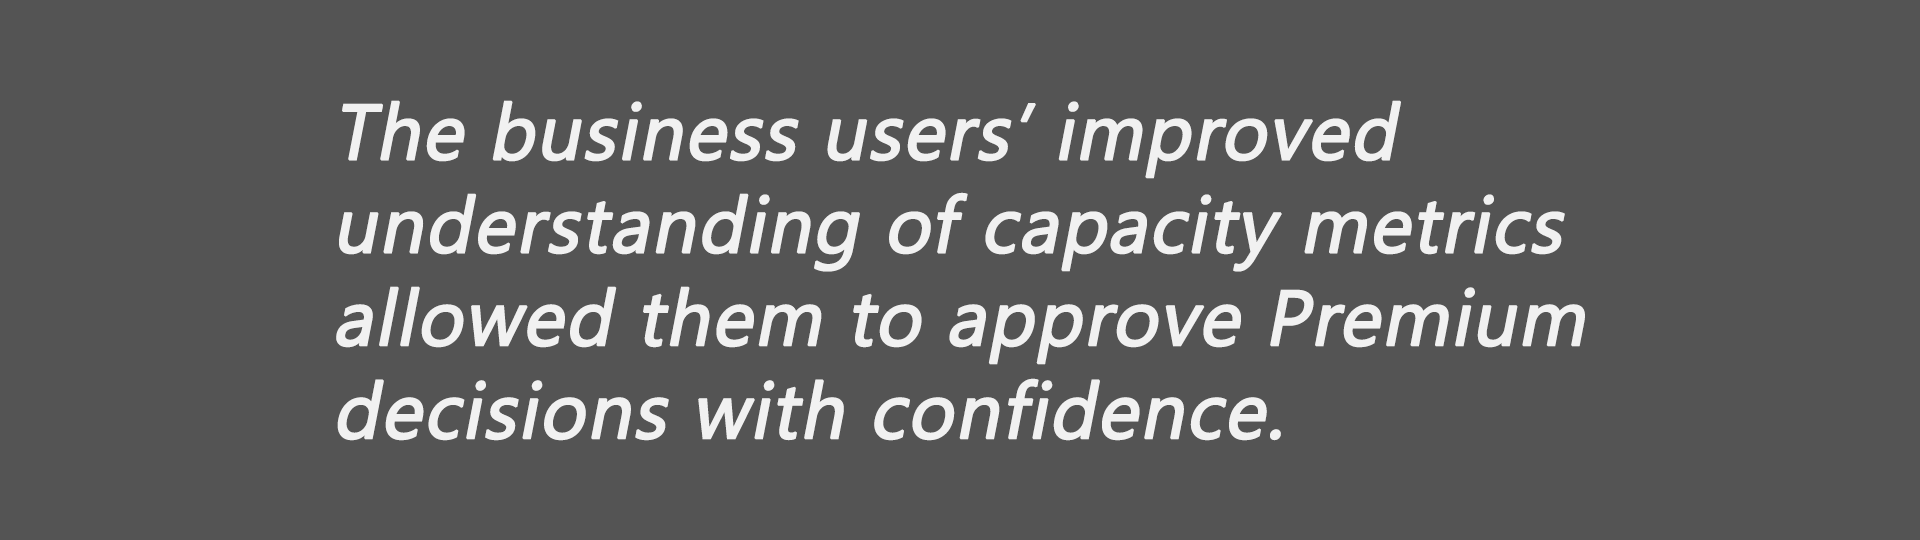 The business users’ improved
understanding of capacity metrics
allowed them to approve Premium
decisions with confidence.